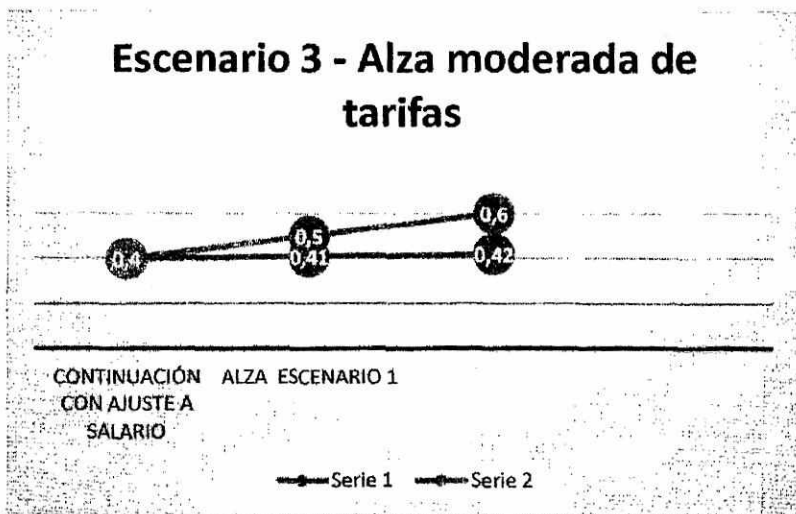 Escenario 3 - Alza moderada de
tarifas
0,6
0,5
0,4
0,41
0,42
CONTINUACIÓN ALZA ESCENARIO 1
CON AJUSTE A
SALARIO
Serie 1 Serie 2